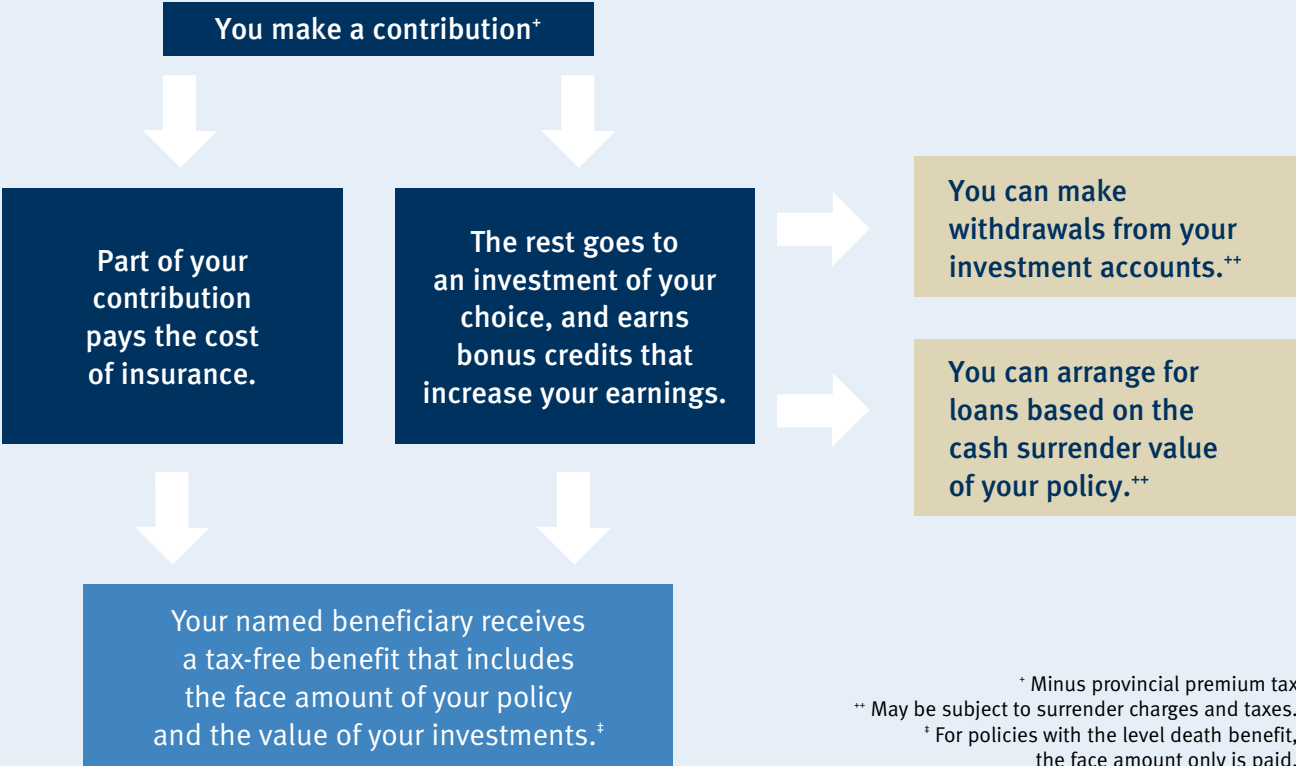 You make a contribution⁺
Part of your
contribution
pays the cost
of insurance.
The rest goes to
an investment of your
choice, and earns
bonus credits that
increase your earnings.
You can make
withdrawals from your
investment accounts.⁺⁺
You can arrange for
loans based on the
cash surrender value
of your policy.⁺⁺
Your named beneficiary receives
a tax-free benefit that includes
the face amount of your policy
and the value of your investments.‡
⁺ Minus provincial premium tax
⁺⁺ May be subject to surrender charges and taxes.
‡ For policies with the level death benefit,
the face amount only is paid.